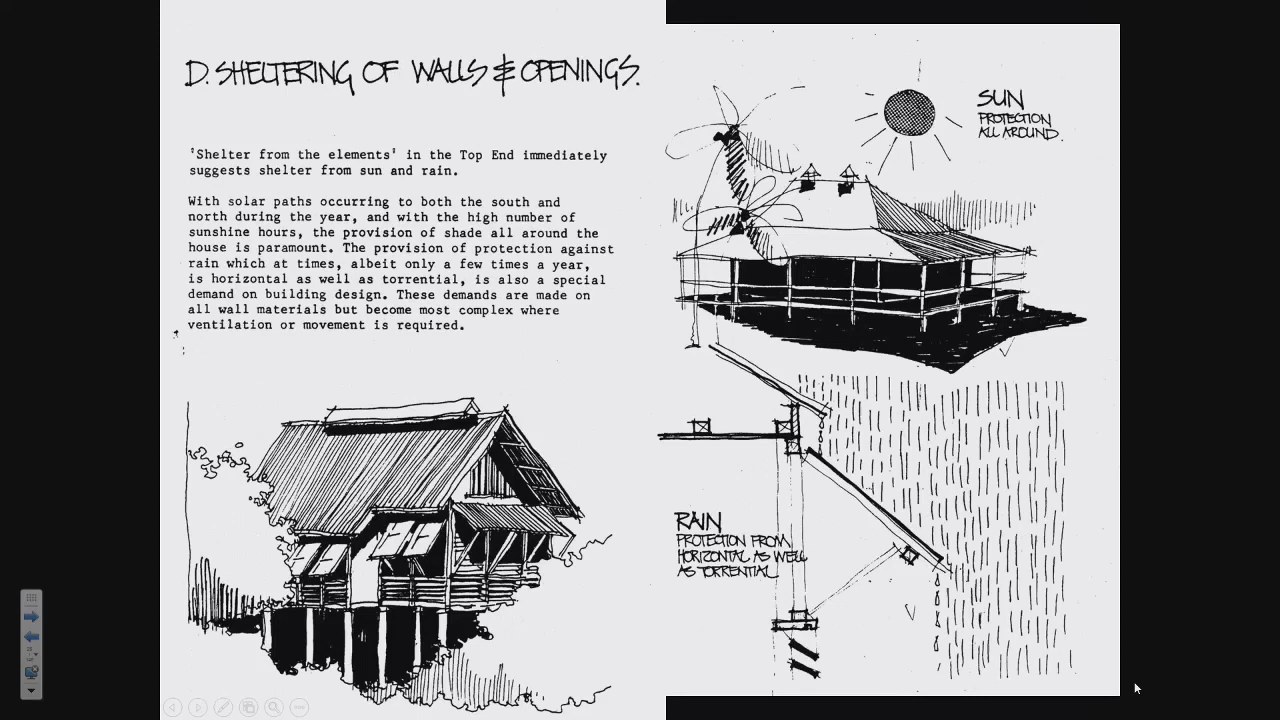 D. SHELTERING OF WALLS & OPENINGS.
'Shelter from the elements' in the Top End immediately
suggests shelter from sun and rain.
With solar paths occurring to both the south and
north during the year, and with the high number of
sunshine hours, the provision of shade all around the
house is paramount. The provision of protection against
rain which at times, albeit only a few times a year,
is horizontal as well as torrential, is also a special
demand on building design. These demands are made on
all wall materials but become most complex where
ventilation or movement is required.
SUN
PROTECTION
ALL AROUND.
RAIN
PROTECTION FROM
HORIZONTAL AS WELL
AS TORRENTIAL